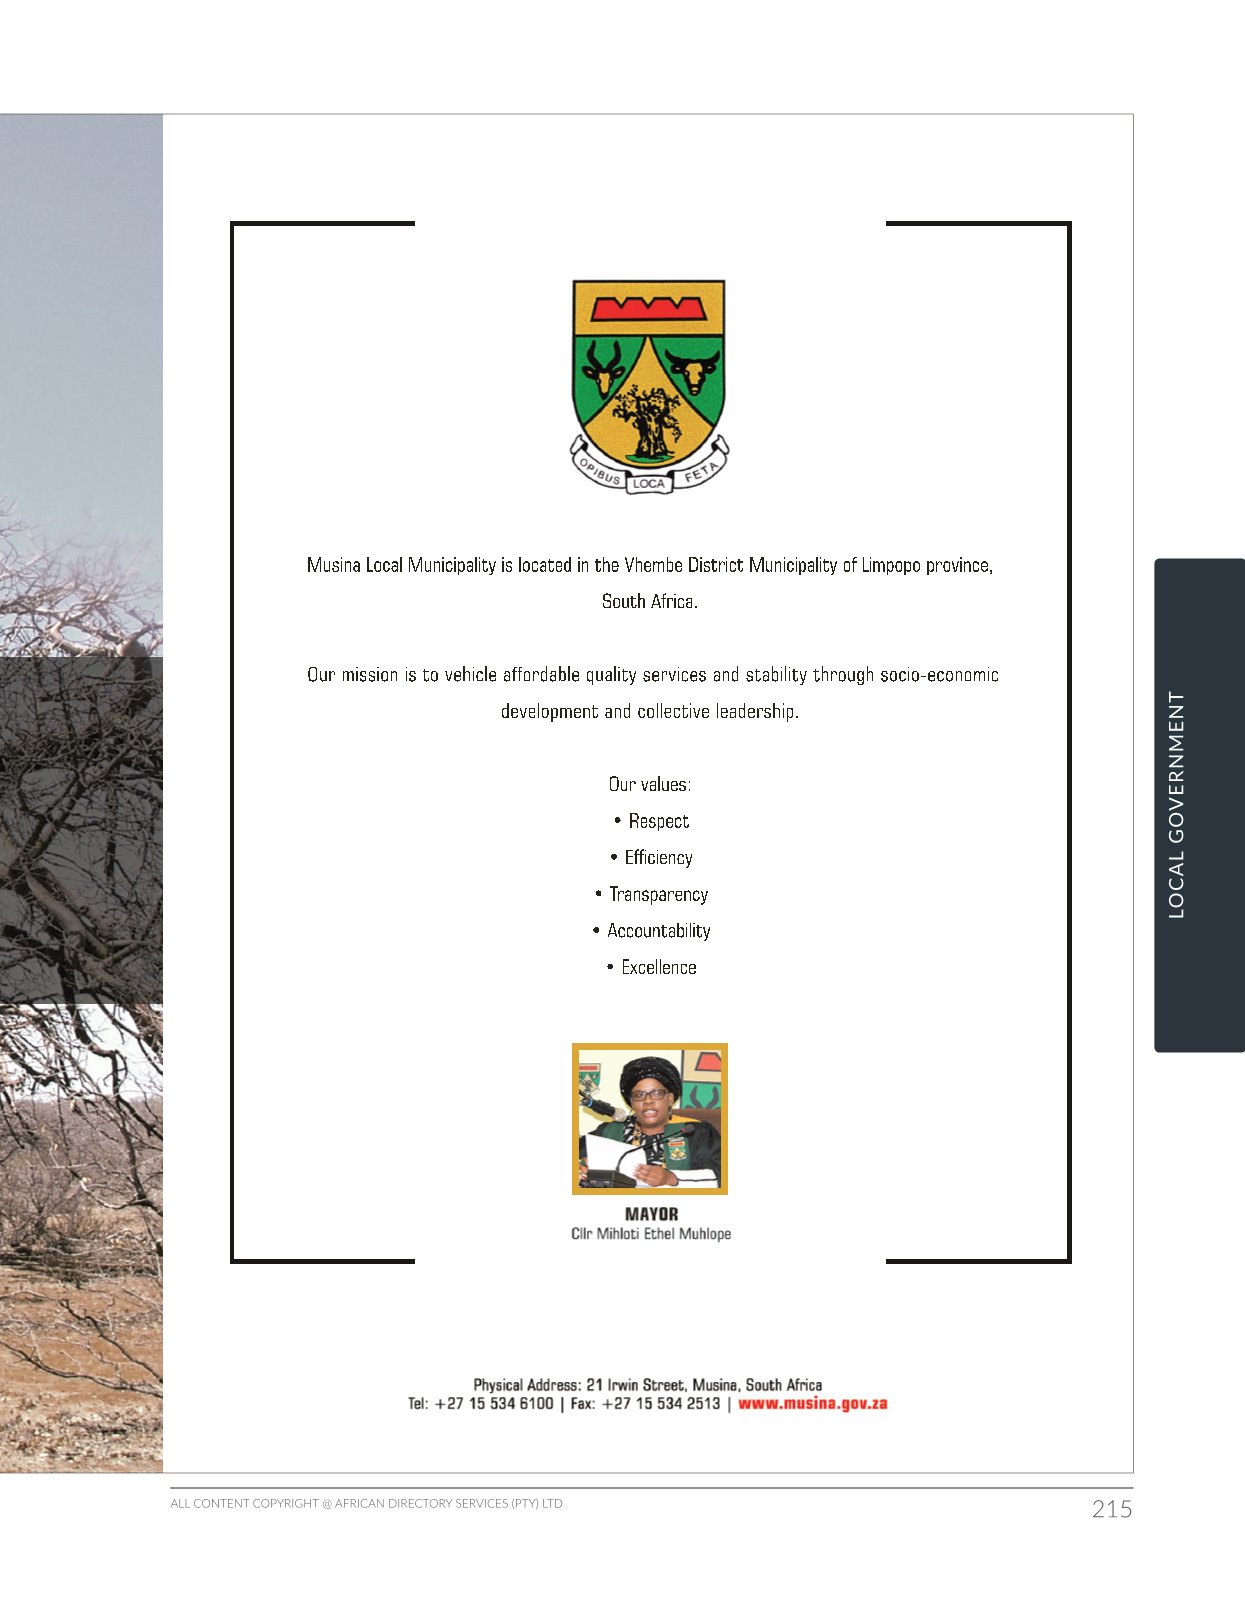 OPIBUS LOCA FETA
Musina Local Municipality is located in the Vhembe District Municipality of Limpopo province,
South Africa.
Our mission is to vehicle affordable quality services and stability through socio-economic
development and collective leadership.
Our values:
• Respect
• Efficiency
• Transparency
• Accountability
• Excellence
MAYOR
Cllr Mihloti Ethel Muhlope
Physical Address: 21 Irwin Street, Musina, South Africa
Tel: +27 15 534 6100 | Fax: +27 15 534 2513 | www.musina.gov.za
LOCAL GOVERNMENT
ALL CONTENT COPYRIGHT @ AFRICAN DIRECTORY SERVICES (PTY) LTD
215